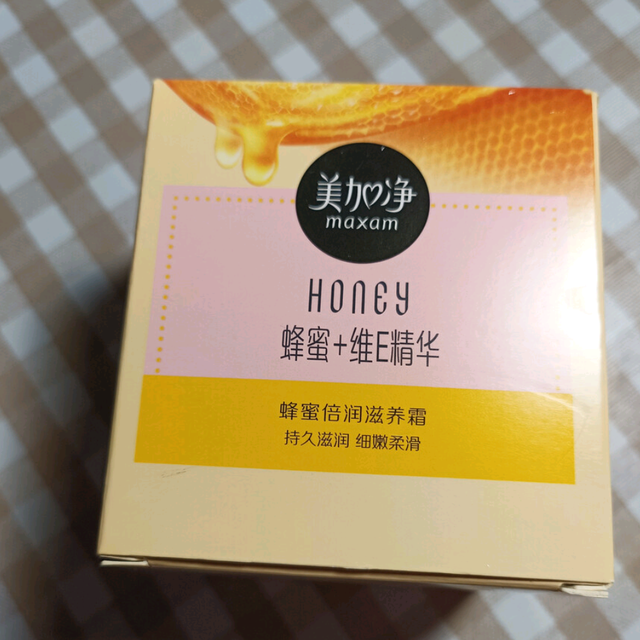 美加净
maxam
HONEY
蜂蜜+维E精华
蜂蜜倍润滋养霜
持久滋润 细嫩柔滑